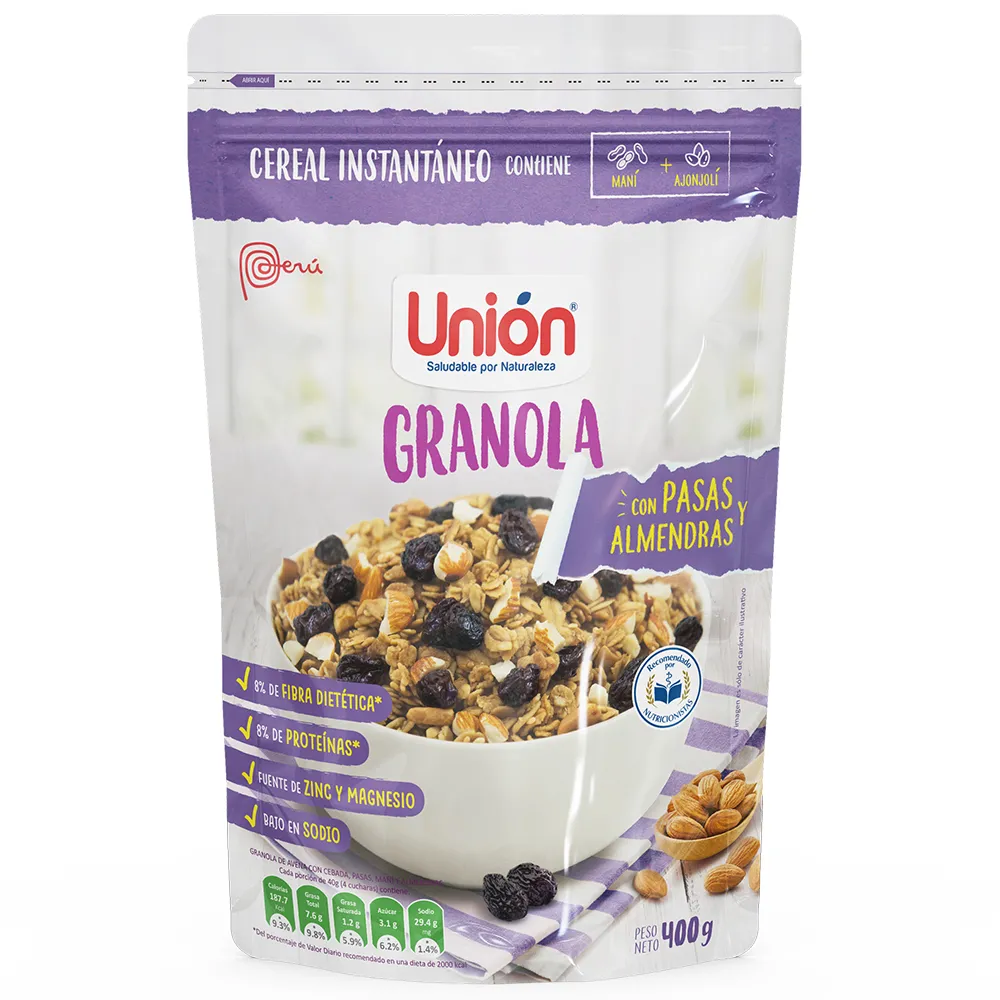 ABRIR AQUÍ
CEREAL INSTANTÁNEO CONTIENE
MANÍ + AJONJOLÍ
Perú
Unión®
Saludable por Naturaleza
GRANOLA
CON PASAS Y
ALMENDRAS
8% DE FIBRA DIETÉTICA*
8% DE PROTEÍNAS*
FUENTE DE ZINC Y MAGNESIO
BAJO EN SODIO
Recomendado
por
NUTRICIONISTAS
imagen es sólo de carácter ilustrativo
GRANOLA DE AVENA CON CEBADA, PASAS, MANÍ Y
Cada porción de 40g (4 cucharas) contiene:
Calorías Grasa Total Grasa Saturada Azúcar Sodio
187.7 kcal 7.6 g 1.2 g 3.1 g 29.4 mg
9.3% 9.8% 5.9% 6.2% 1.4%
*Del porcentaje de Valor Diario recomendado en una dieta de 2000 kcal
PESO
NETO 400g